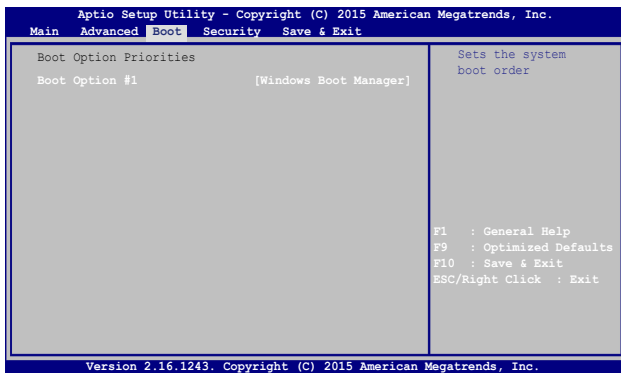 Aptio Setup Utility - Copyright (C) 2015 American Megatrends, Inc.
Main Advanced Boot Security Save & Exit
Boot Option Priorities
Boot Option #1 [Windows Boot Manager]
Sets the system
boot order
F1 : General Help
F9 : Optimized Defaults
F10 : Save & Exit
ESC/Right Click : Exit
Version 2.16.1243. Copyright (C) 2015 American Megatrends, Inc.